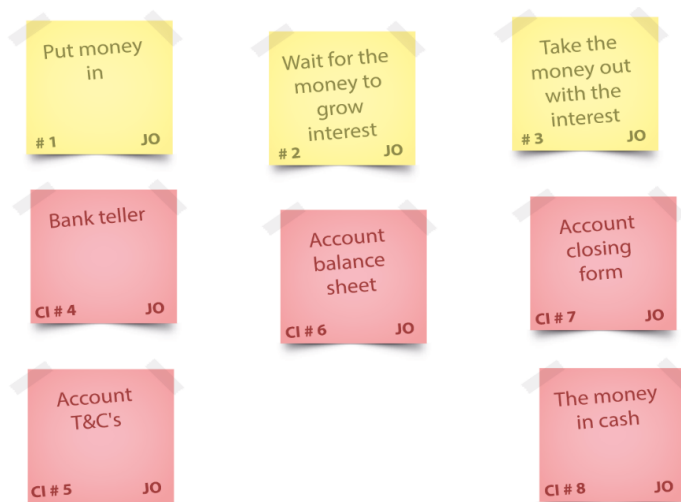 Put money
in
# 1 JO
Wait for the
money to
grow
interest
# 2 JO
Take the
money out
with the
interest
# 3 JO
Bank teller
CI # 4 JO
Account
balance
sheet
CI # 6 JO
Account
closing
form
CI # 7 JO
Account
T&C's
CI # 5 JO
The money
in cash
CI # 8 JO